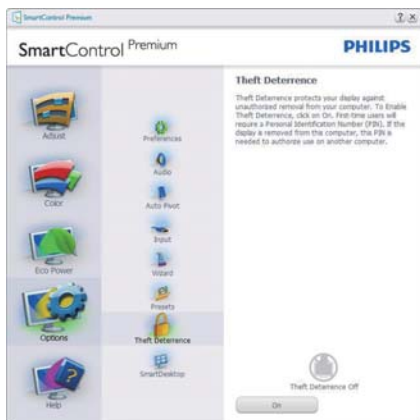 SmartControl Premium
SmartControl Premium
PHILIPS
Adjust
Color
Eco Power
Options
Help
Preferences
Audio
Auto Pivot
Input
Wizard
Presets
Theft Deterrence
SmartDesktop
Theft Deterrence
Theft Deterrence protects your display against
unauthorized removal from your computer. To Enable
Theft Deterrence, click on On. First-time users will
require a Personal Identification Number (PIN). If the
display is removed from this computer, this PIN is
needed to authorize use on another computer.
Theft Deterrence Off
On